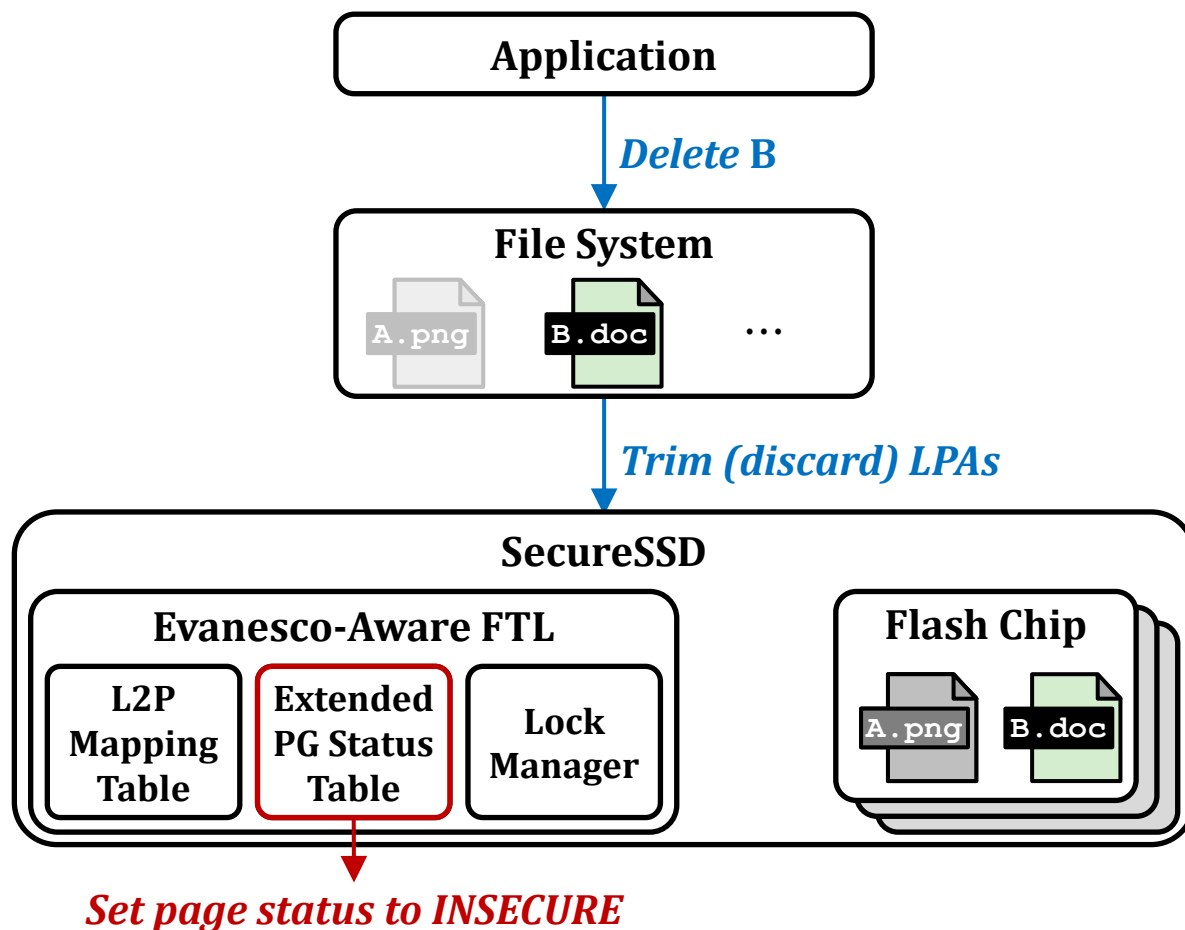 Application
Delete B
File System
A.png
B.doc
...
Trim (discard) LPAs
SecureSSD
Evanesco-Aware FTL
L2P
Mapping
Table
Extended
PG Status
Table
Lock
Manager
Flash Chip
A.png
B.doc
Set page status to INSECURE